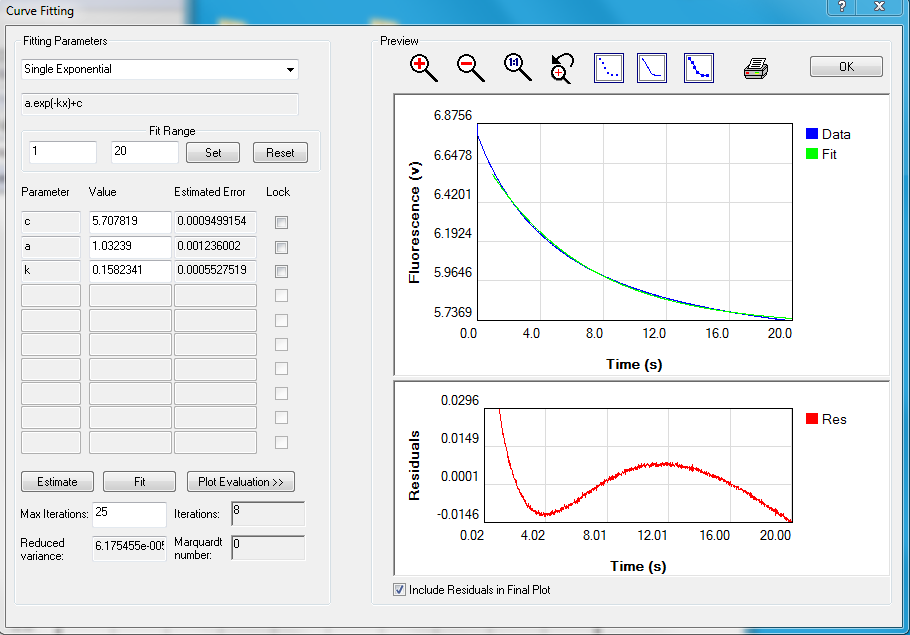 Curve Fitting
?
Fitting Parameters
Single Exponential
a.exp(-kx)+c
Fit Range
1 20 Set Reset
Parameter Value Estimated Error Lock
c 5.707819 0.0009499154
a 1.03239 0.001236002
k 0.1582341 0.0005527519
Estimate Fit Plot Evaluation >>
Max Iterations: 25 Iterations: 8
Reduced variance: 6.175455e-005 Marquardt number: 0
Preview
1:1
OK
6.8756
6.6478
6.4201
6.1924
5.9646
5.7369
Fluorescence (v)
0.0 4.0 8.0 12.0 16.0 20.0
Time (s)
Data
Fit
0.0296
0.0149
0.0001
-0.0146
Residuals
0.02 4.02 8.01 12.01 16.00 20.00
Time (s)
Res
Include Residuals in Final Plot